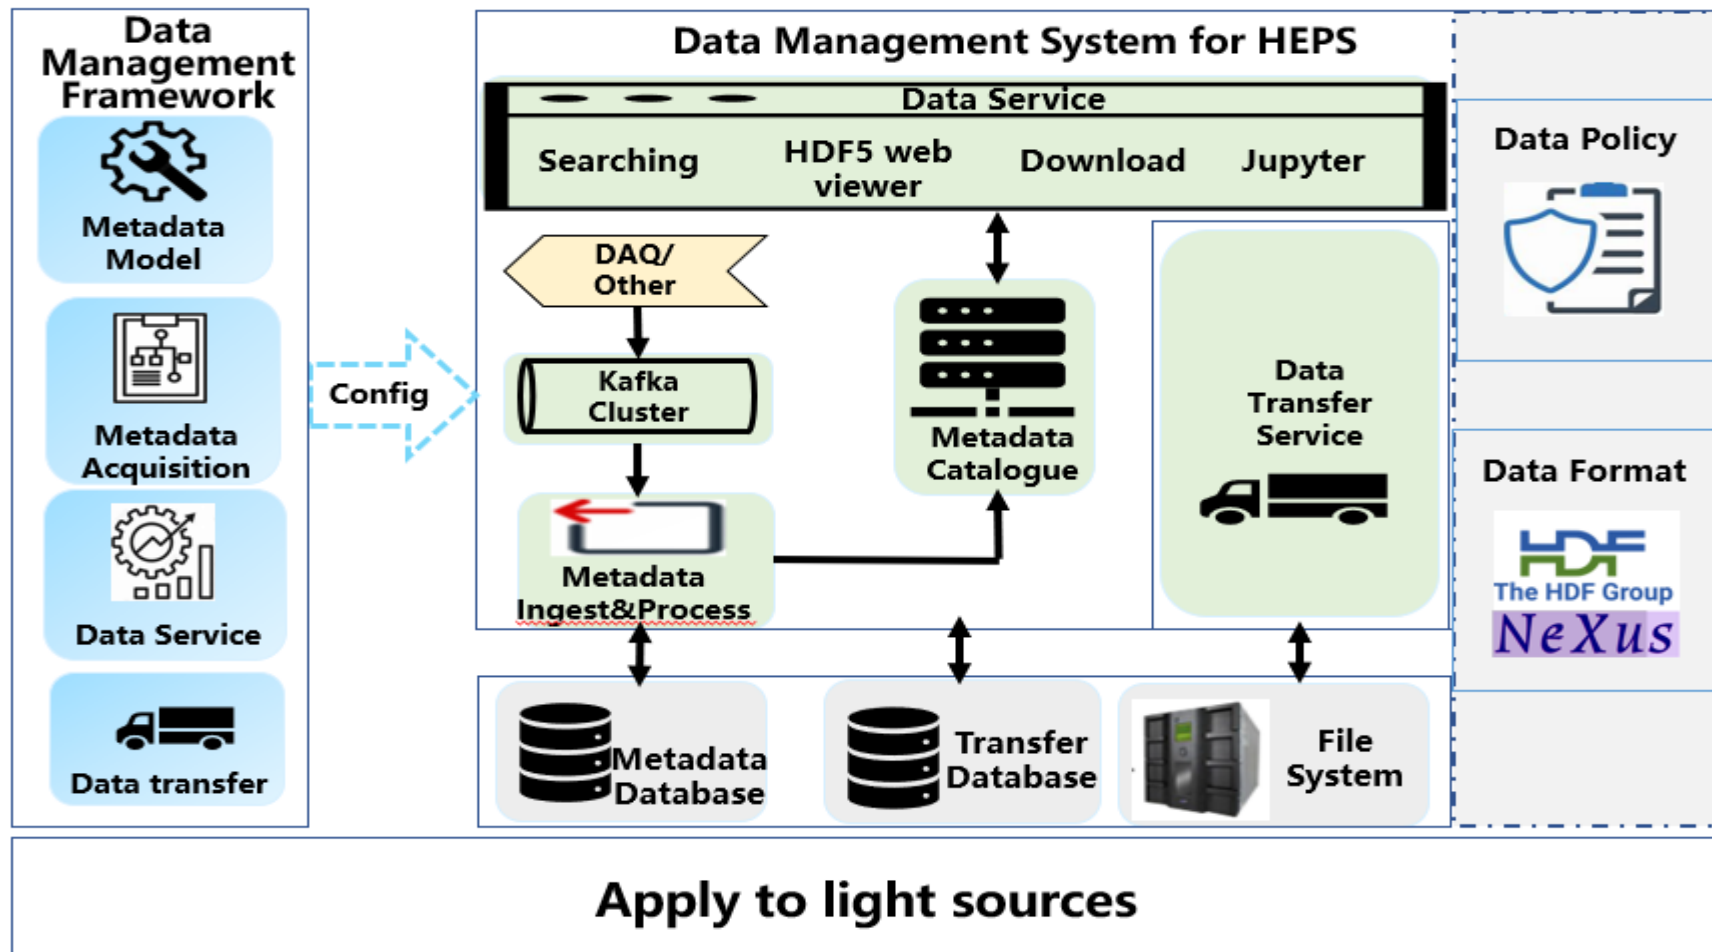 Data
Management
Framework
Metadata
Model
Metadata
Acquisition
Data Service
Data transfer
Config
Data Management System for HEPS
Data Service
Searching
HDF5 web
viewer
Download
Jupyter
DAQ/
Other
Kafka
Cluster
Metadata
Ingest&Process
Metadata
Catalogue
Data
Transfer
Service
Metadata
Database
Transfer
Database
File
System
Data Policy
Data Format
HDF
The HDF Group
NeXus
Apply to light sources